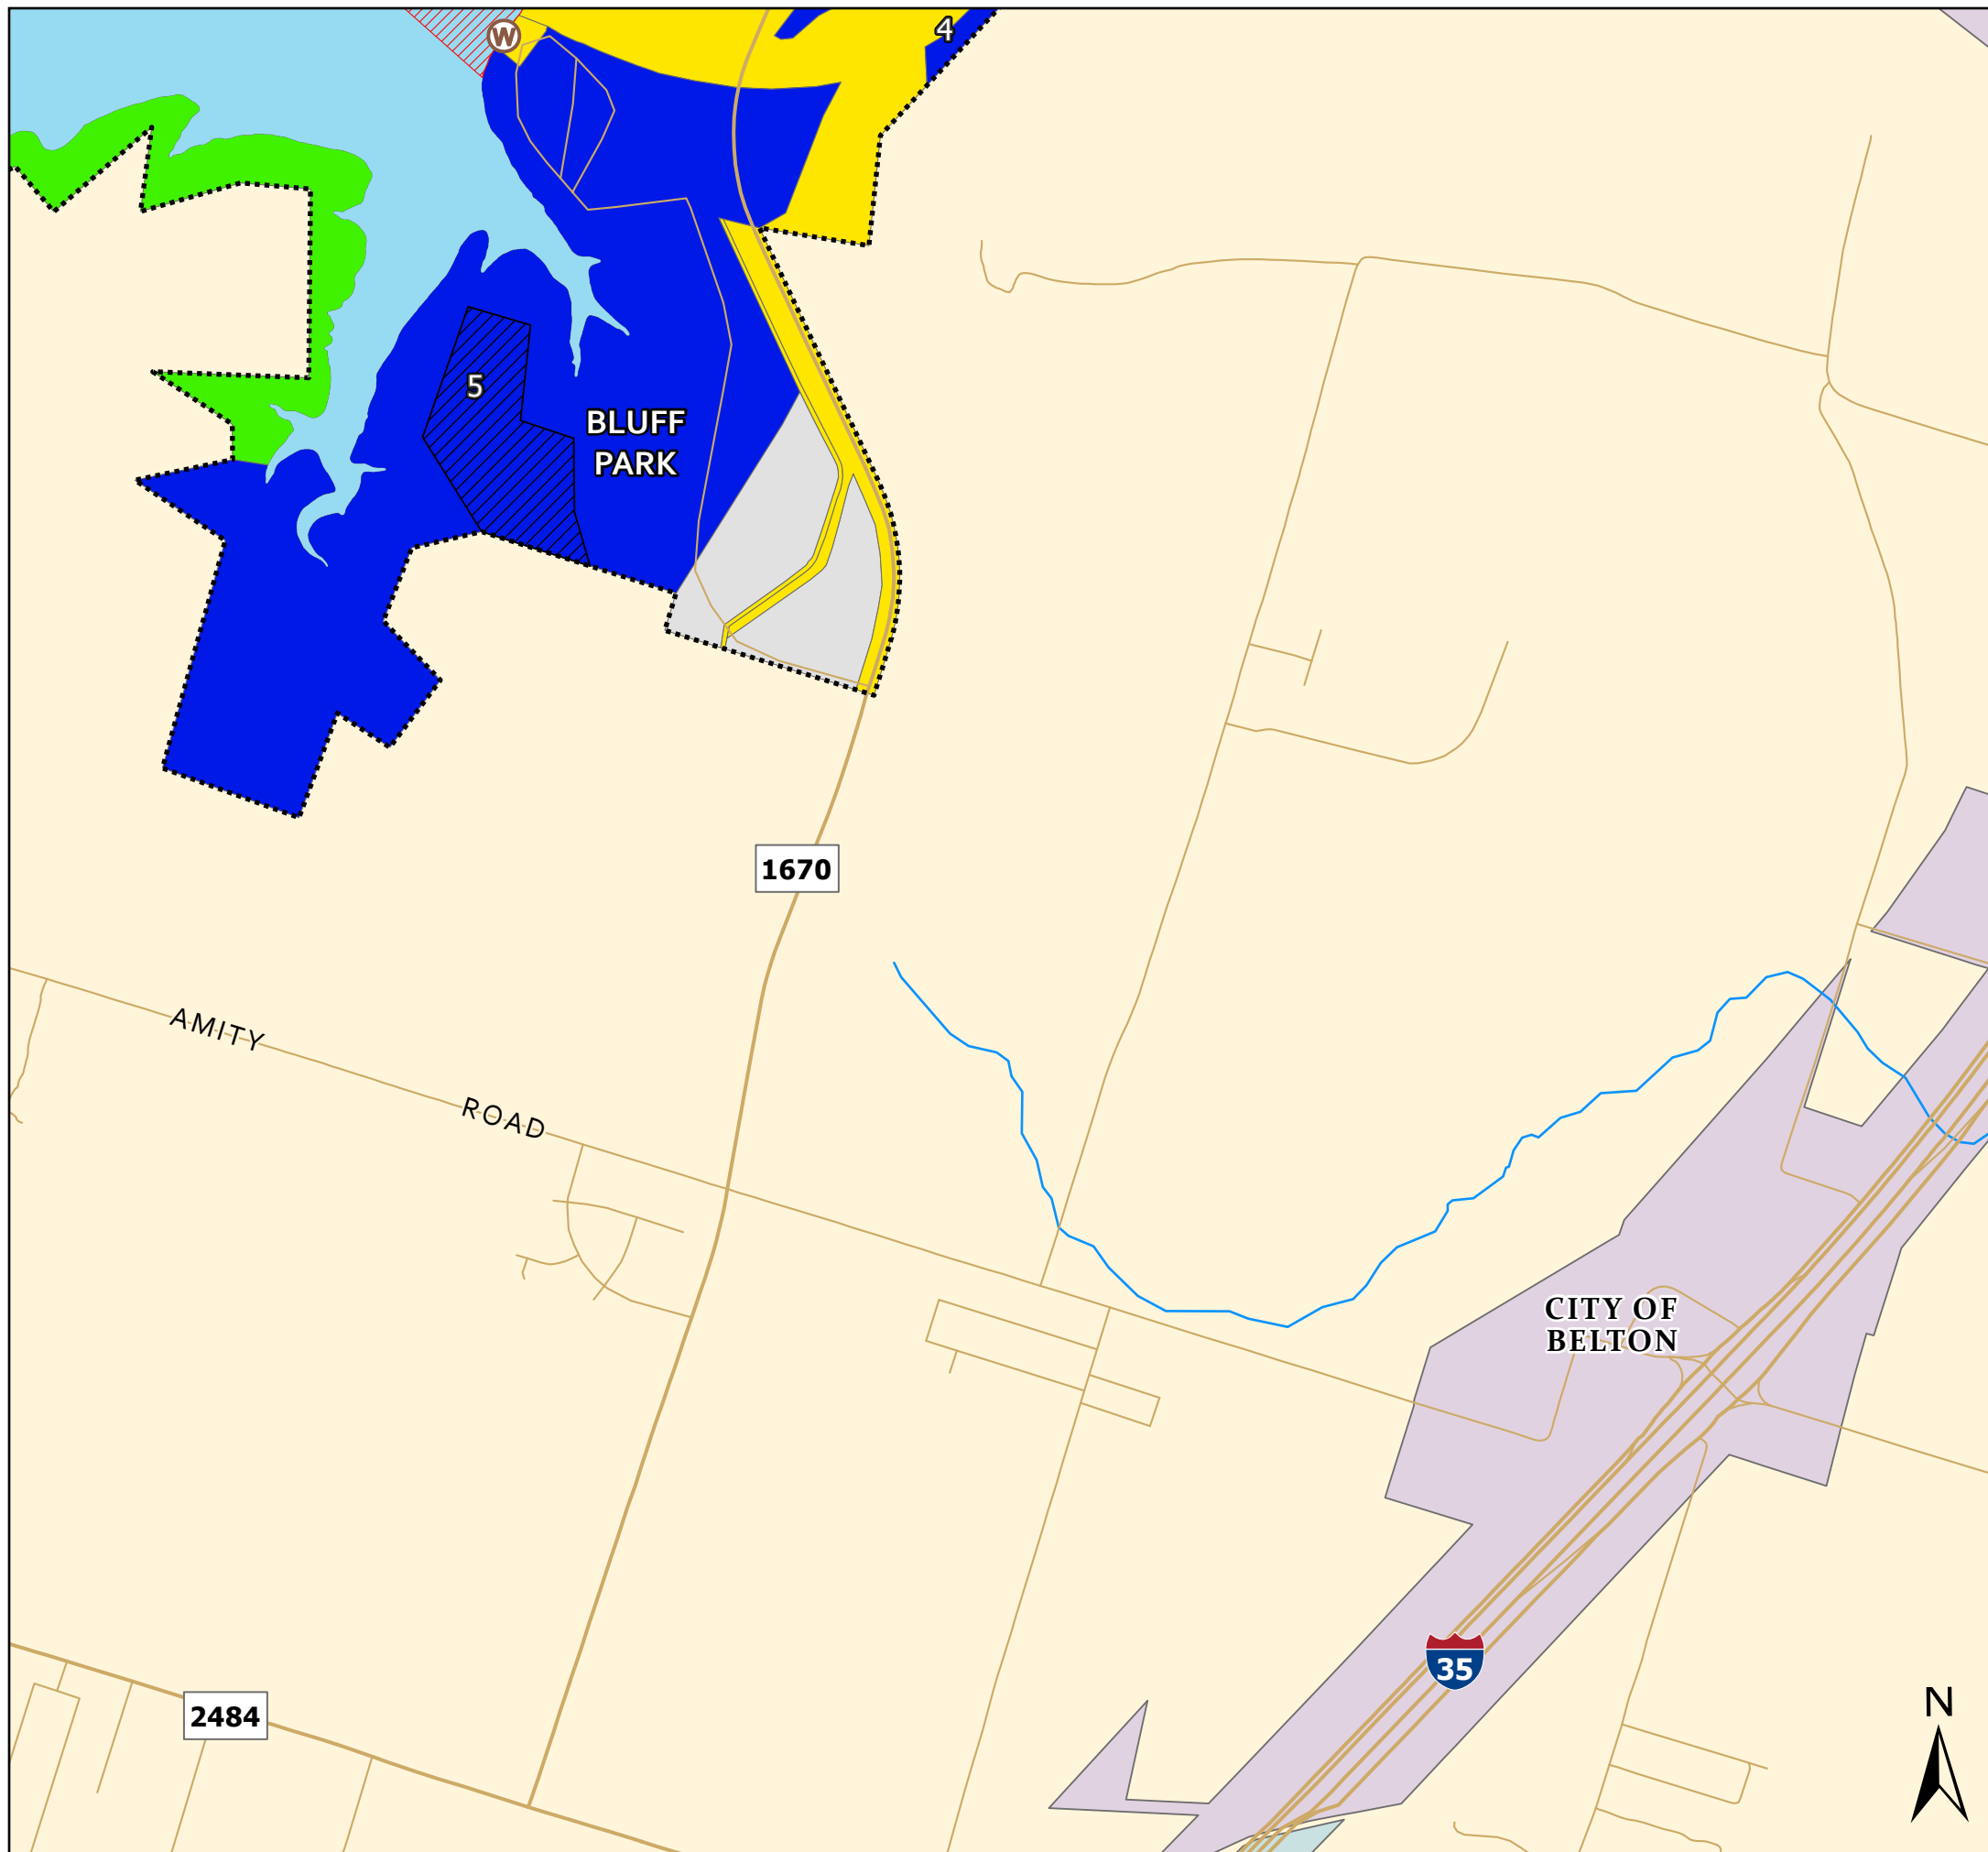 W
4
5
BLUFF
PARK
1670
AMITY
ROAD
CITY OF
BELTON
35
2484
N